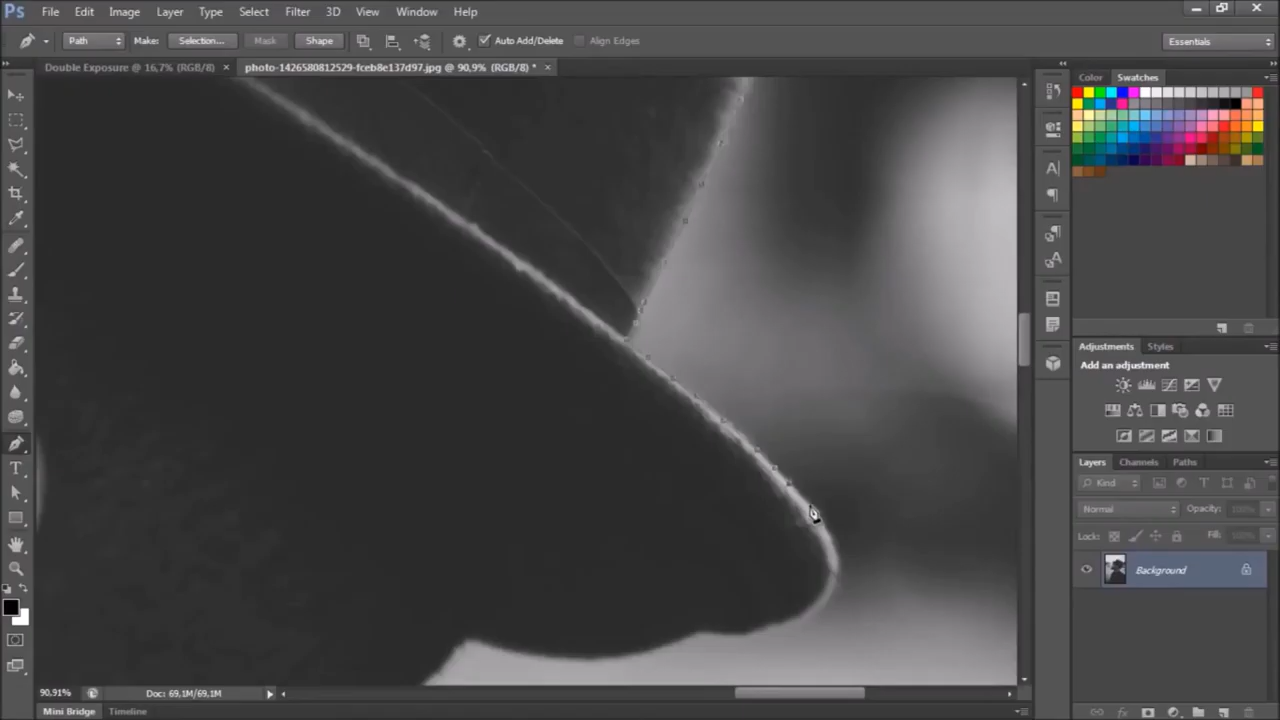 Ps File Edit Image Layer Type Select Filter 3D View Window Help
Path Make: Selection... Mask Shape Auto Add/Delete Align Edges Essentials
Double Exposure @ 16,7% (RGB/8) × photo-1426580812529-fceb8e137d97.jpg @ 90,9% (RGB/8) * ×
Color Swatches
Adjustments Styles
Add an adjustment
Layers Channels Paths
Kind
Normal Opacity: 100%
Lock: Fill: 100%
Background
90,91% Doc: 69,1M/69,1M
Mini Bridge Timeline